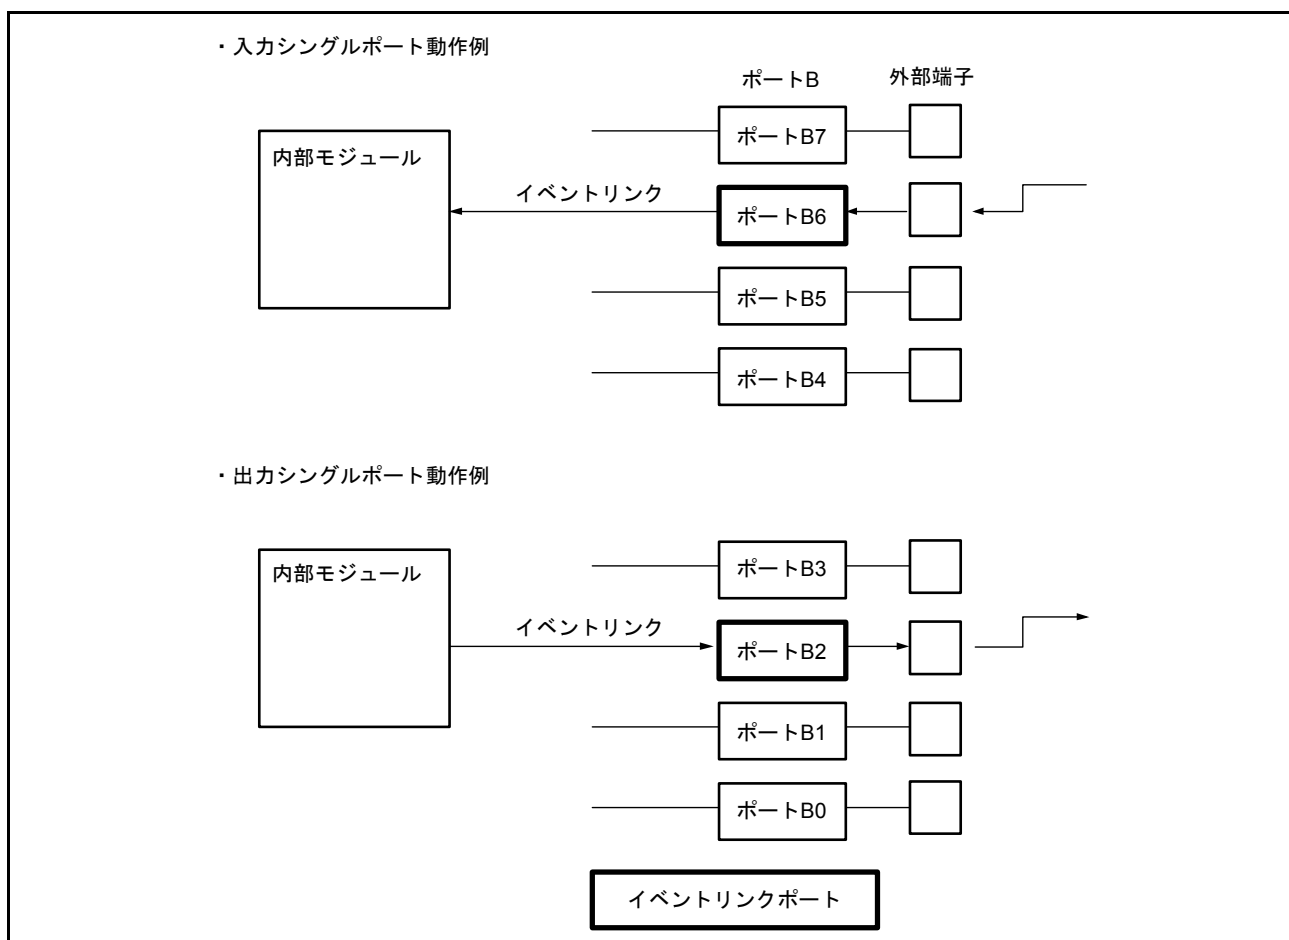 ・入力シングルポート動作例
ポートB 外部端子
ポートB7
内部モジュール
イベントリンク
ポートB6
ポートB5
ポートB4
・出力シングルポート動作例
ポートB3
内部モジュール
イベントリンク
ポートB2
ポートB1
ポートB0
イベントリンクポート